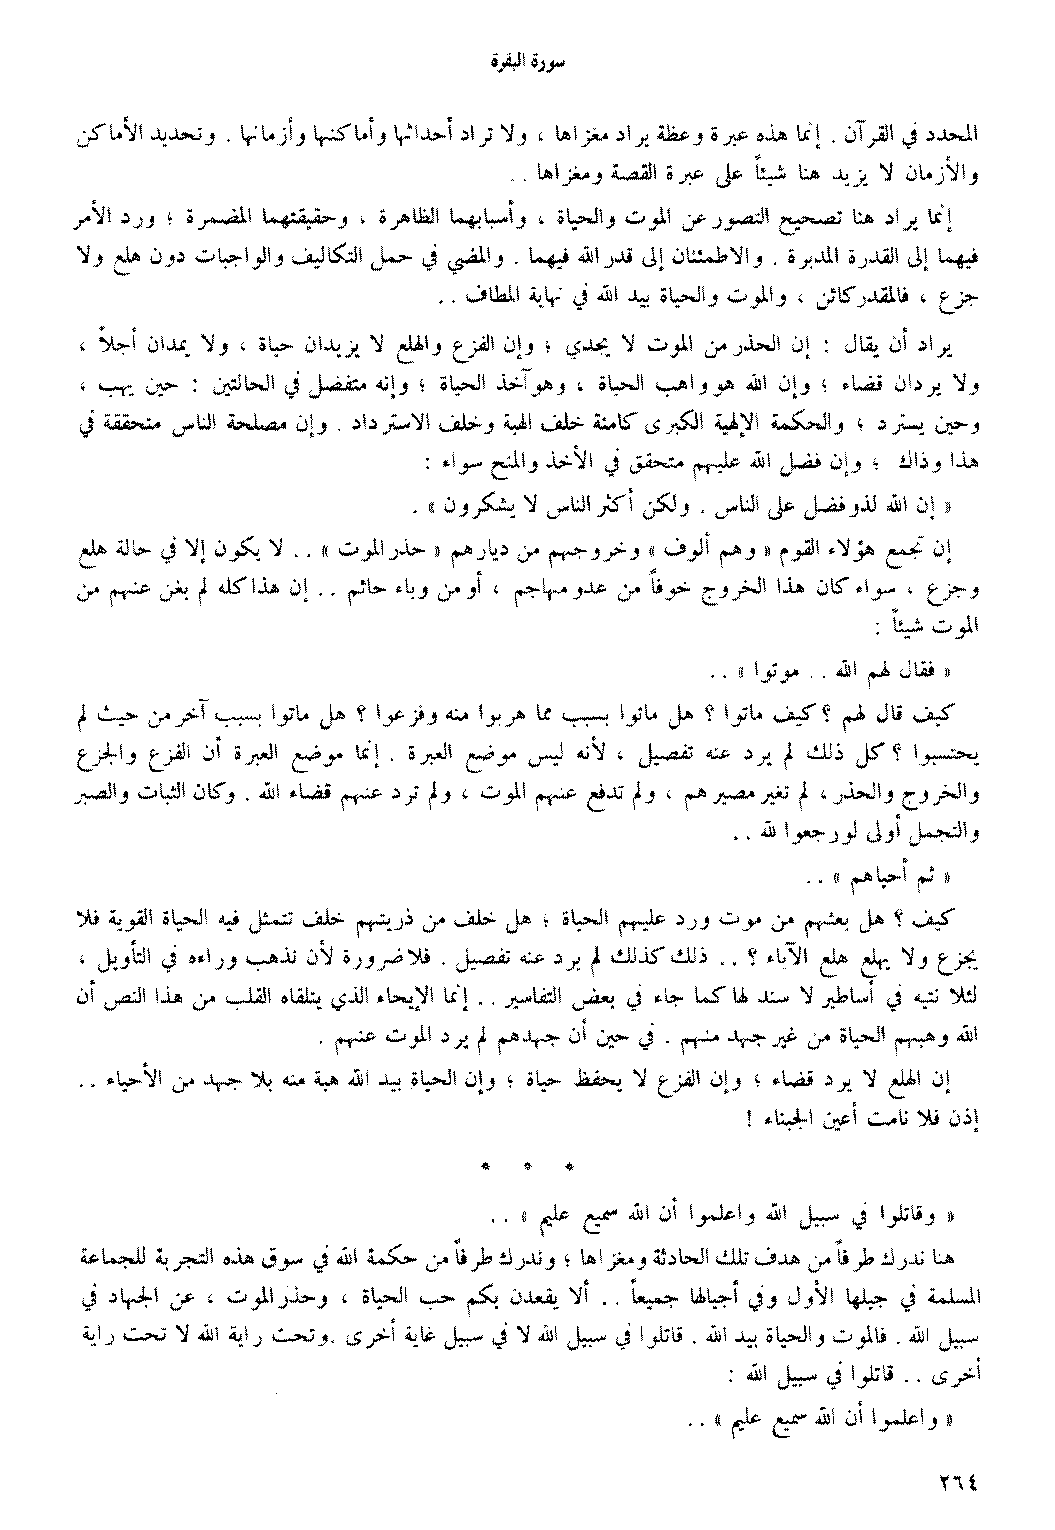 سورة البقرة
المحدد في القرآن . إنما هذه عبرة وعظة يراد مغزاها ، ولا تراد أحداثها وأماكنها وأزمانها . وتحديد الأماكن
والأزمان لا يزيد هنا شيئاً على عبرة القصة ومغزاها . .
إنما يراد هنا تصحيح التصور عن الموت والحياة ، وأسبابهما الظاهرة ، وحقيقتهما المضمرة ؛ ورد الأمر
فيهما إلى القدرة المدبرة . والاطمئنان إلى قدر الله فيهما . والمضي في حمل التكاليف والواجبات دون هلع ولا
جزع ، فالمقدر كائن ، والموت والحياة بيد الله في نهاية المطاف . .
يراد أن يقال : إن الحذر من الموت لا يجدي ؛ وإن الفزع والهلع لا يزيدان حياة ، ولا يمدان أجلاً ،
ولا يردان قضاء ؛ وإن الله هو واهب الحياة ، وهو آخذ الحياة ؛ وإنه متفضل في الحالتين : حين يهب ،
وحين يسترد ؛ والحكمة الإلهية الكبرى كامنة خلف الهبة وخلف الاسترداد . وإن مصلحة الناس متحققة في
هذا وذاك ؛ وإن فضل الله عليهم متحقق في الأخذ والمنح سواء :
« إن الله لذو فضل على الناس . ولكن أكثر الناس لا يشكرون » .
إن تجمع هؤلاء القوم « وهم ألوف » وخروجهم من ديارهم « حذر الموت » . . لا يكون إلا في حالة هلع
وجزع ، سواء كان هذا الخروج خوفاً من عدو مهاجم ، أو من وباء حائم . . إن هذا كله لم يغن عنهم من
الموت شيئاً :
« فقال لهم الله . . موتوا » . .
كيف قال لهم ؟ كيف ماتوا ؟ هل ماتوا بسبب مما هربوا منه وفزعوا ؟ هل ماتوا بسبب آخر من حيث لم
يحتسبوا ؟ كل ذلك لم يرد عنه تفصيل ، لأنه ليس موضع العبرة . إنما موضع العبرة أن الفزع والجزع
والخروج والحذر ، لم تغير مصيرهم ، ولم تدفع عنهم الموت ، ولم ترد عنهم قضاء الله . وكان الثبات والصبر
والتجمل أولى لو رجعوا لله . .
« ثم أحياهم » . .
كيف ؟ هل بعثهم من موت ورد عليهم الحياة ؛ هل خلف من ذريتهم خلف تتمثل فيه الحياة القوية فلا
يجزع ولا يهلع هلع الآباء ؟ . . ذلك كذلك لم يرد عنه تفصيل . فلا ضرورة لأن نذهب وراءه في التأويل ،
لئلا نتيه في أساطير لا سند لها كما جاء في بعض التفاسير . . إنما الإيحاء الذي يتلقاه القلب من هذا النص أن
الله وهبهم الحياة من غير جهد منهم . في حين أن جهدهم لم يرد الموت عنهم .
إن الهلع لا يرد قضاء ؛ وإن الفزع لا يحفظ حياة ؛ وإن الحياة بيد الله هبة منه بلا جهد من الأحياء . .
إذن فلا نامت أعين الجبناء !
* * *
« وقاتلوا في سبيل الله واعلموا أن الله سميع عليم » . .
هنا ندرك طرفاً من هدف تلك الحادثة ومغزاها ؛ وندرك طرفاً من حكمة الله في سوق هذه التجربة للجماعة
المسلمة في جيلها الأول وفي أجيالها جميعاً . . ألا يقعدن بكم حب الحياة ، وحذر الموت ، عن الجهاد في
سبيل الله . فالموت والحياة بيد الله . قاتلوا في سبيل الله لا في سبيل غاية أخرى .وتحت راية الله لا تحت راية
أخرى . . قاتلوا في سبيل الله :
« واعلموا أن الله سميع عليم » . .
٢٦٤